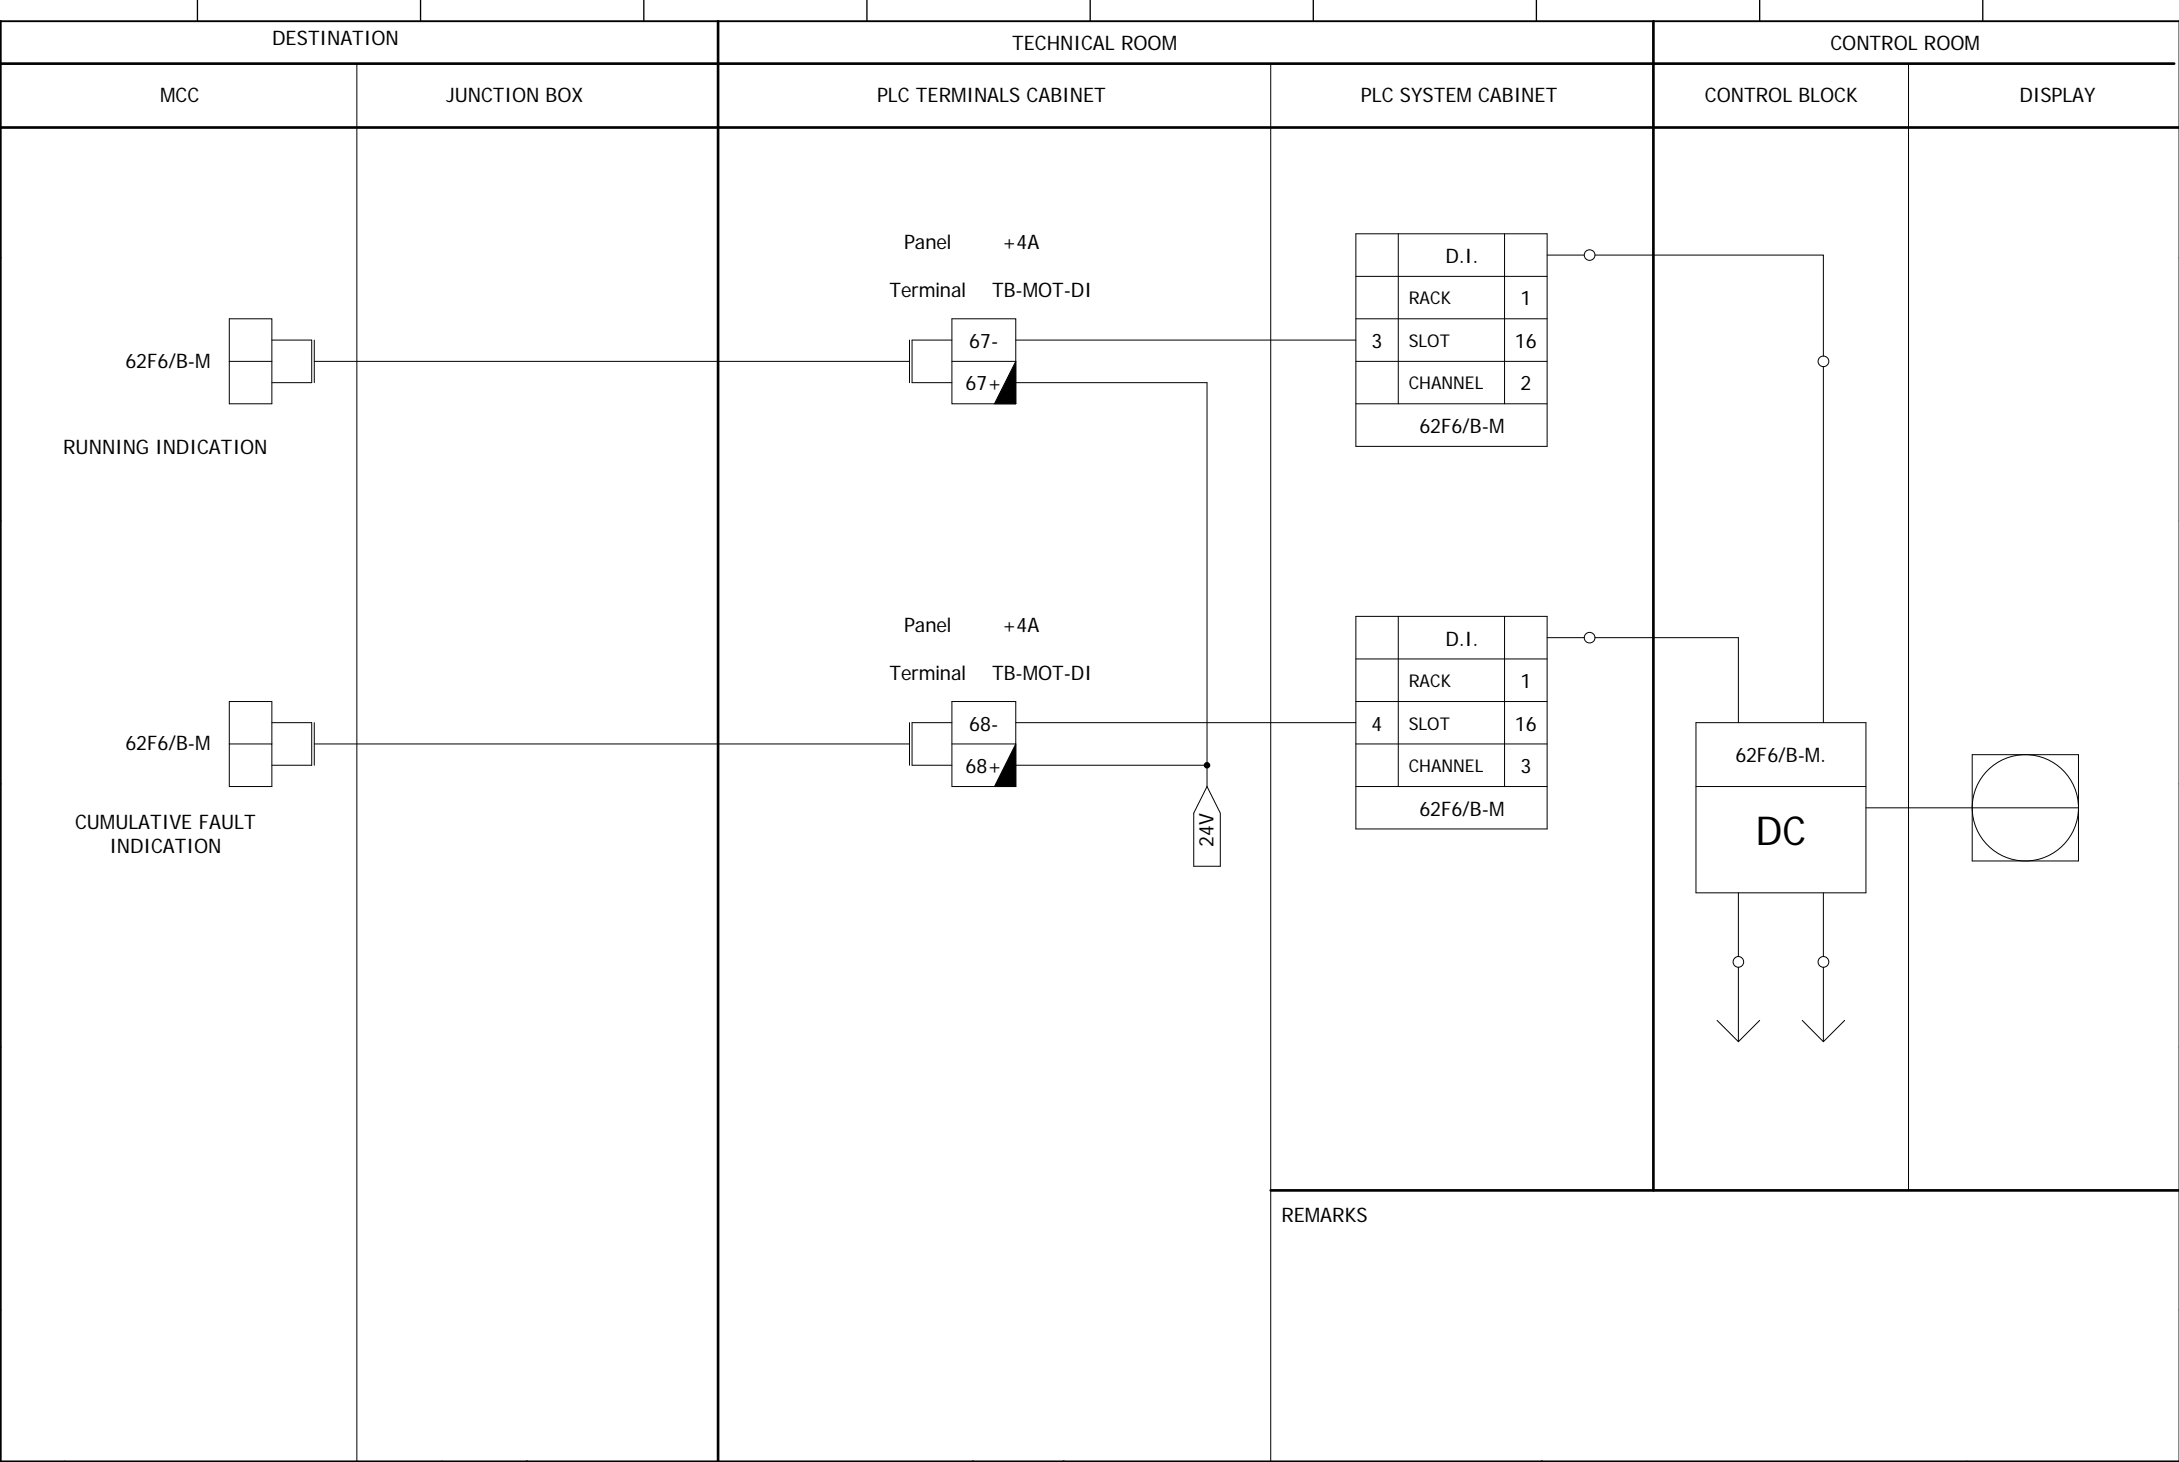 DESTINATION
TECHNICAL ROOM
CONTROL ROOM
MCC
JUNCTION BOX
PLC TERMINALS CABINET
PLC SYSTEM CABINET
CONTROL BLOCK
DISPLAY
Panel +4A
Terminal TB-MOT-DI
62F6/B-M
RUNNING INDICATION
67-
67+
D.I.
RACK 1
3 SLOT 16
CHANNEL 2
62F6/B-M
Panel +4A
Terminal TB-MOT-DI
62F6/B-M
CUMULATIVE FAULT
INDICATION
68-
68+
24V
D.I.
RACK 1
4 SLOT 16
CHANNEL 3
62F6/B-M
62F6/B-M.
DC
REMARKS